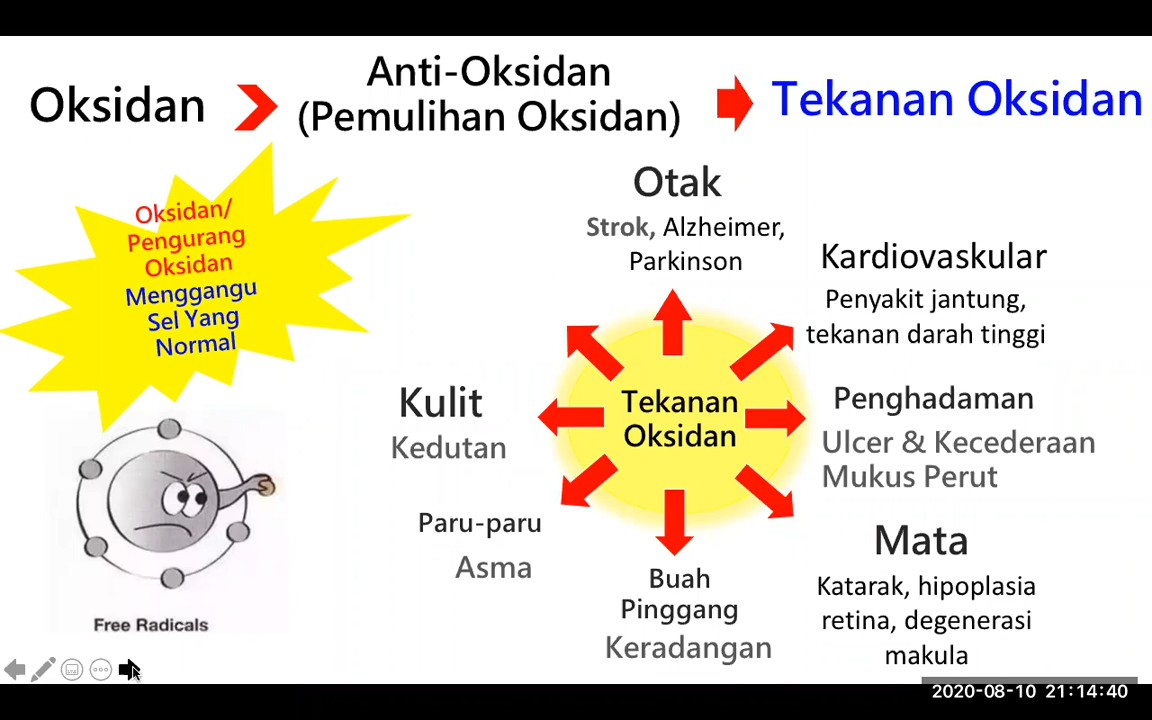 Oksidan
Anti-Oksidan
(Pemulihan Oksidan)
Tekanan Oksidan
Oksidan/
Pengurang
Oksidan
Menggangu
Sel Yang
Normal
Free Radicals
Otak
Strok, Alzheimer,
Parkinson
Kardiovaskular
Penyakit jantung,
tekanan darah tinggi
Kulit
Kedutan
Tekanan
Oksidan
Penghadaman
Ulcer & Kecederaan
Mukus Perut
Paru-paru
Asma
Buah
Pinggang
Keradangan
Mata
Katarak, hipoplasia
retina, degenerasi
makula
2020-08-10 21:14:40